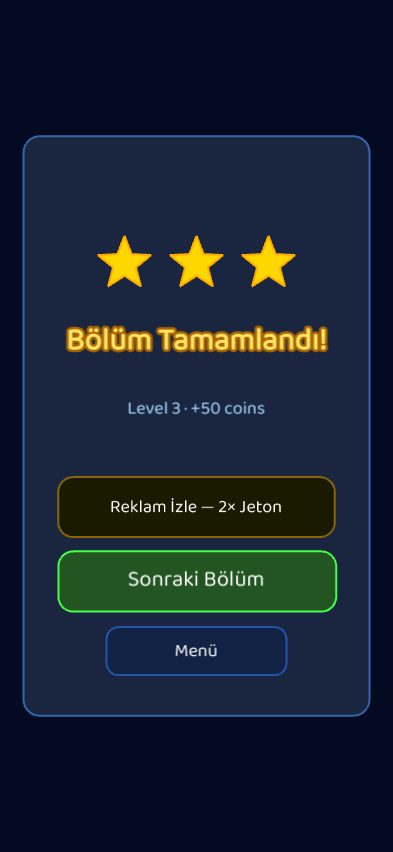 Bölüm Tamamlandı!
Level 3 · +50 coins
Reklam İzle — 2× Jeton
Sonraki Bölüm
Menü